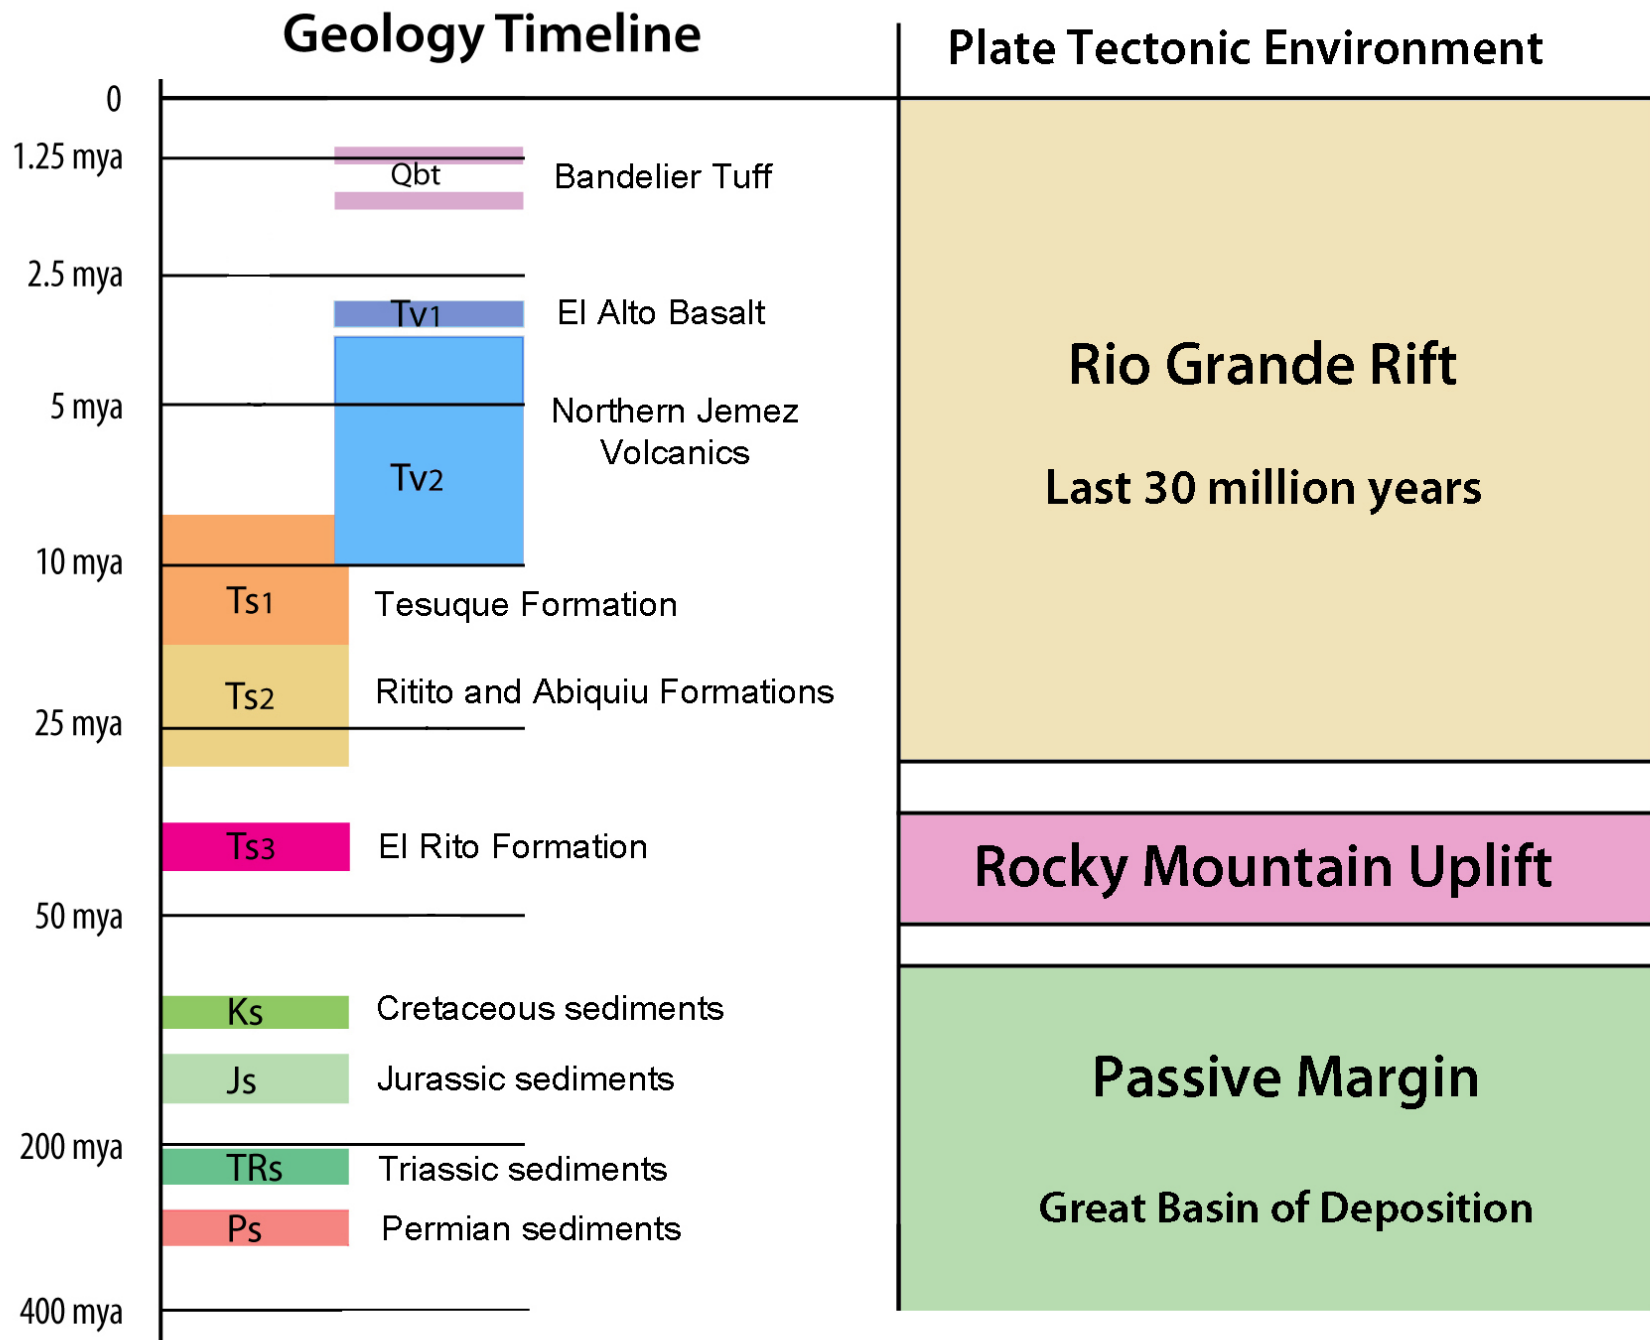 Geology Timeline
Plate Tectonic Environment
0
1.25 mya
Qbt
Bandelier Tuff
2.5 mya
Tv1
El Alto Basalt
5 mya
Northern Jemez
Volcanics
Tv2
10 mya
Ts1
Tesuque Formation
Ts2
Ritito and Abiquiu Formations
25 mya
Ts3
El Rito Formation
50 mya
Ks
Cretaceous sediments
Js
Jurassic sediments
200 mya
TRs
Triassic sediments
Ps
Permian sediments
400 mya
Rio Grande Rift
Last 30 million years
Rocky Mountain Uplift
Passive Margin
Great Basin of Deposition